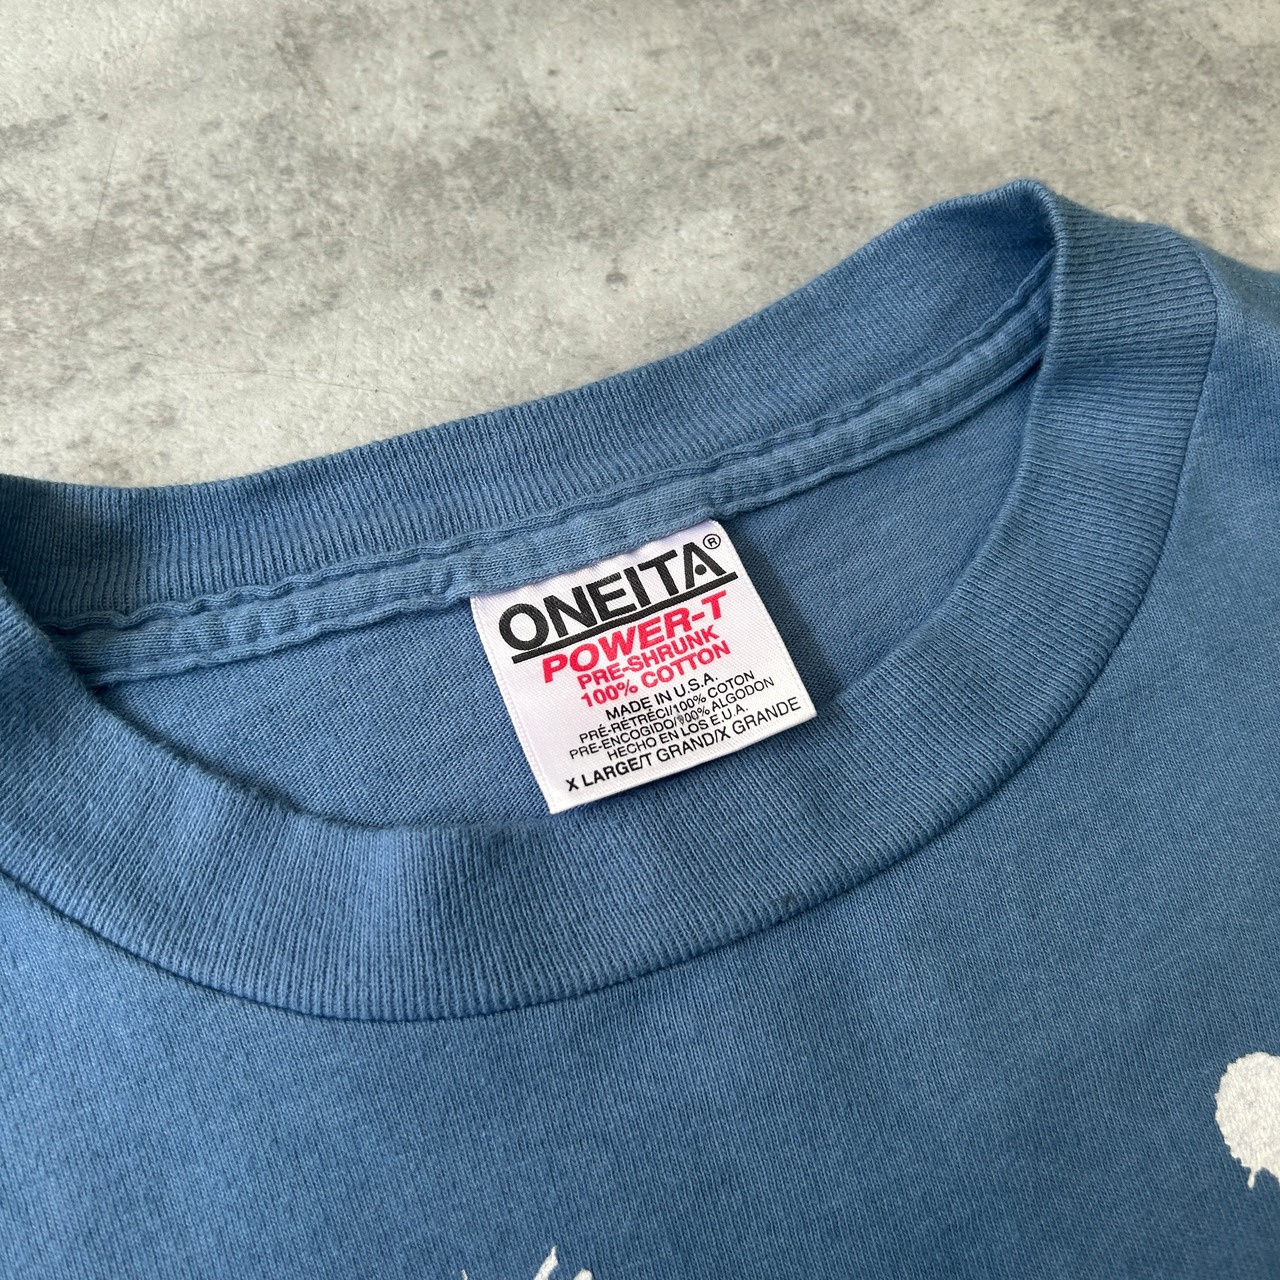 ONEITA®
POWER-T
PRE-SHRUNK
100% COTTON
MADE IN U.S.A.
PRÉ-RÉTRÉCI/100% COTON
PRE-ENCOGIDO/100% ALGODON
HECHO EN LOS E.U.A.
X LARGE/T GRAND/X GRANDE